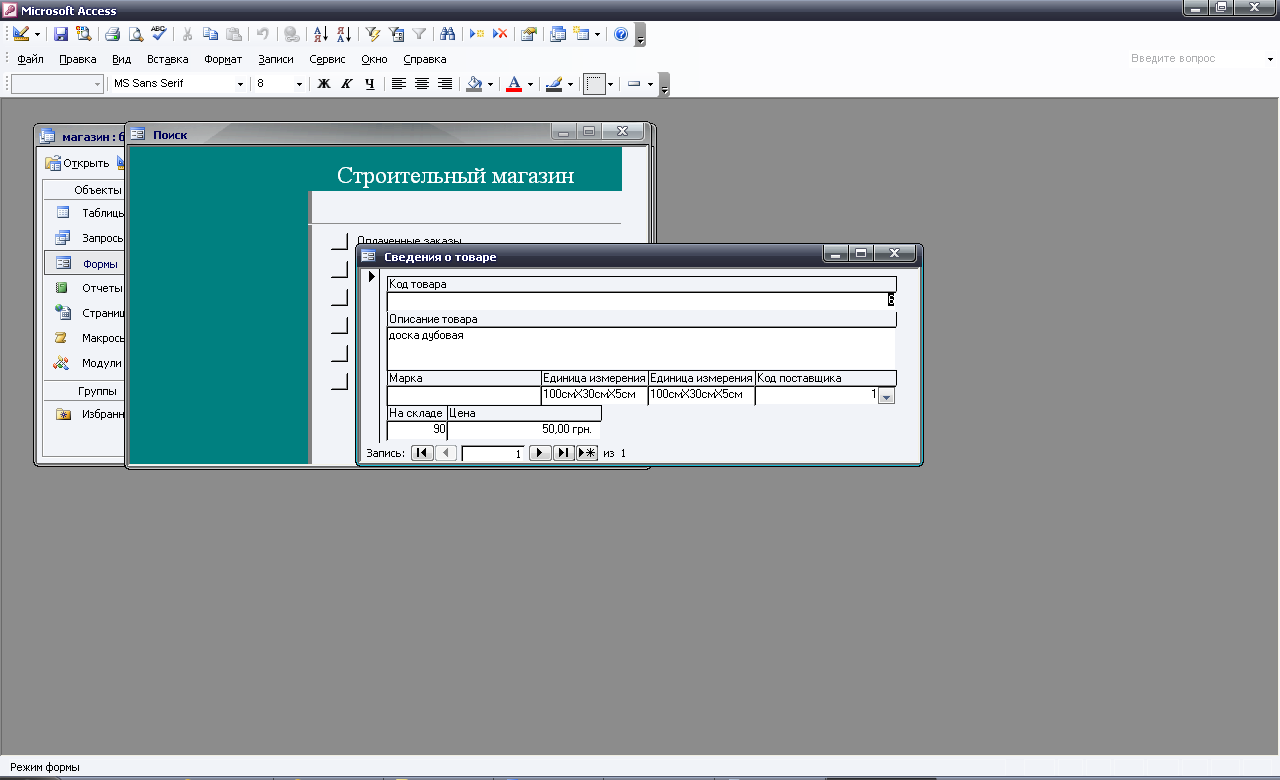 Microsoft Access
Файл Правка Вид Вставка Формат Записи Сервис Окно Справка
Введите вопрос
MS Sans Serif 8 Ж К Ч
магазин : б
Открыть
Объекты
Таблицы
Запросы
Формы
Отчеты
Страниц
Макросы
Модули
Группы
Избранн
Поиск
Строительный магазин
Оплаченные заказы
Сведения о товаре
Код товара
6
Описание товара
доска дубовая
Марка Единица измерения Единица измерения Код поставщика
100смX30смX5см 100смX30смX5см 1
На складе Цена
90 50,00 грн.
Запись: 1 из 1
Режим формы